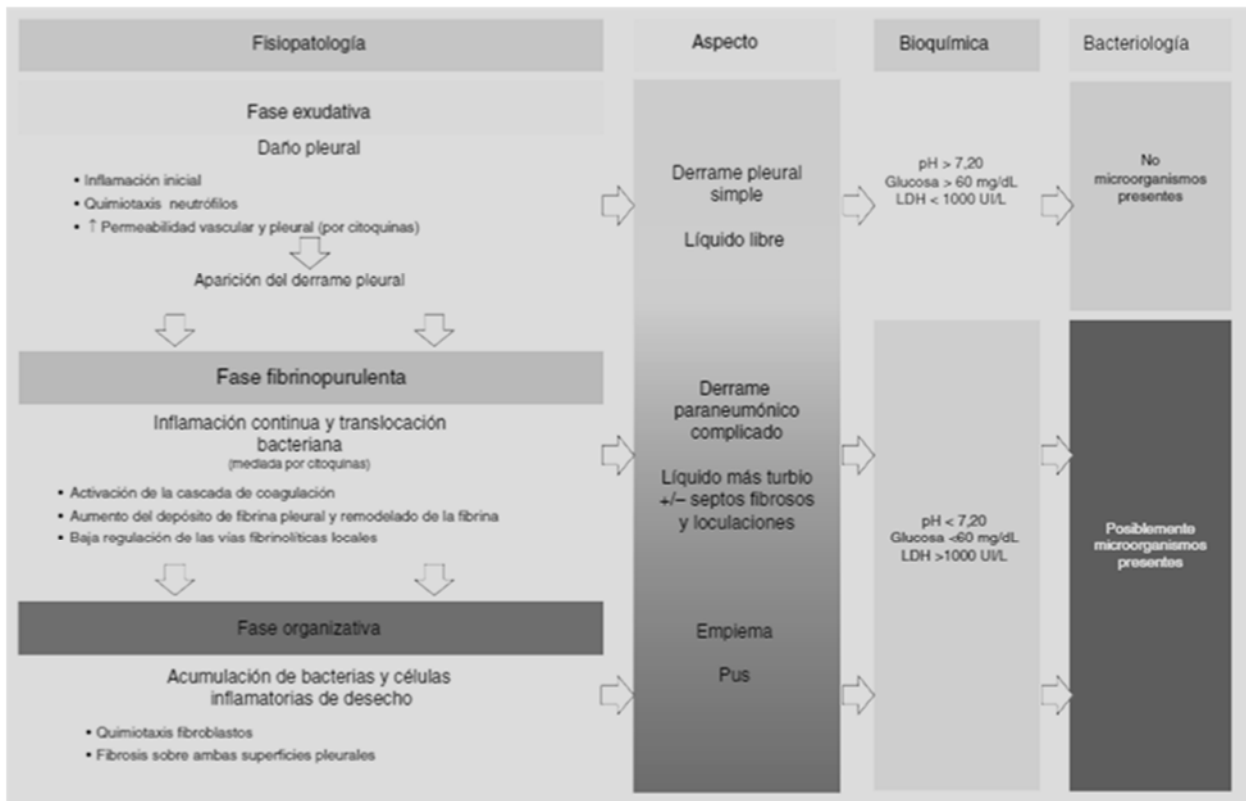 Fisiopatología
Aspecto
Bioquímica
Bacteriología
Fase exudativa
Daño pleural
▪ Inflamación inicial
▪ Quimiotaxis neutrófilos
▪ ↑ Permeabilidad vascular y pleural (por citoquinas)
Aparición del derrame pleural
Derrame pleural
simple
Líquido libre
pH > 7,20
Glucosa > 60 mg/dL
LDH < 1000 UI/L
No
microorganismos
presentes
Fase fibrinopurulenta
Inflamación continua y translocación
bacteriana
(mediada por citoquinas)
▪ Activación de la cascada de coagulación
▪ Aumento del depósito de fibrina pleural y remodelado de la fibrina
▪ Baja regulación de las vías fibrinolíticas locales
Derrame
paraneumónico
complicado
Líquido más turbio
+/– septos fibrosos
y loculaciones
pH < 7,20
Glucosa <60 mg/dL
LDH >1000 UI/L
Posiblemente
microorganismos
presentes
Fase organizativa
Acumulación de bacterias y células
inflamatorias de desecho
▪ Quimiotaxis fibroblastos
▪ Fibrosis sobre ambas superficies pleurales
Empiema
Pus